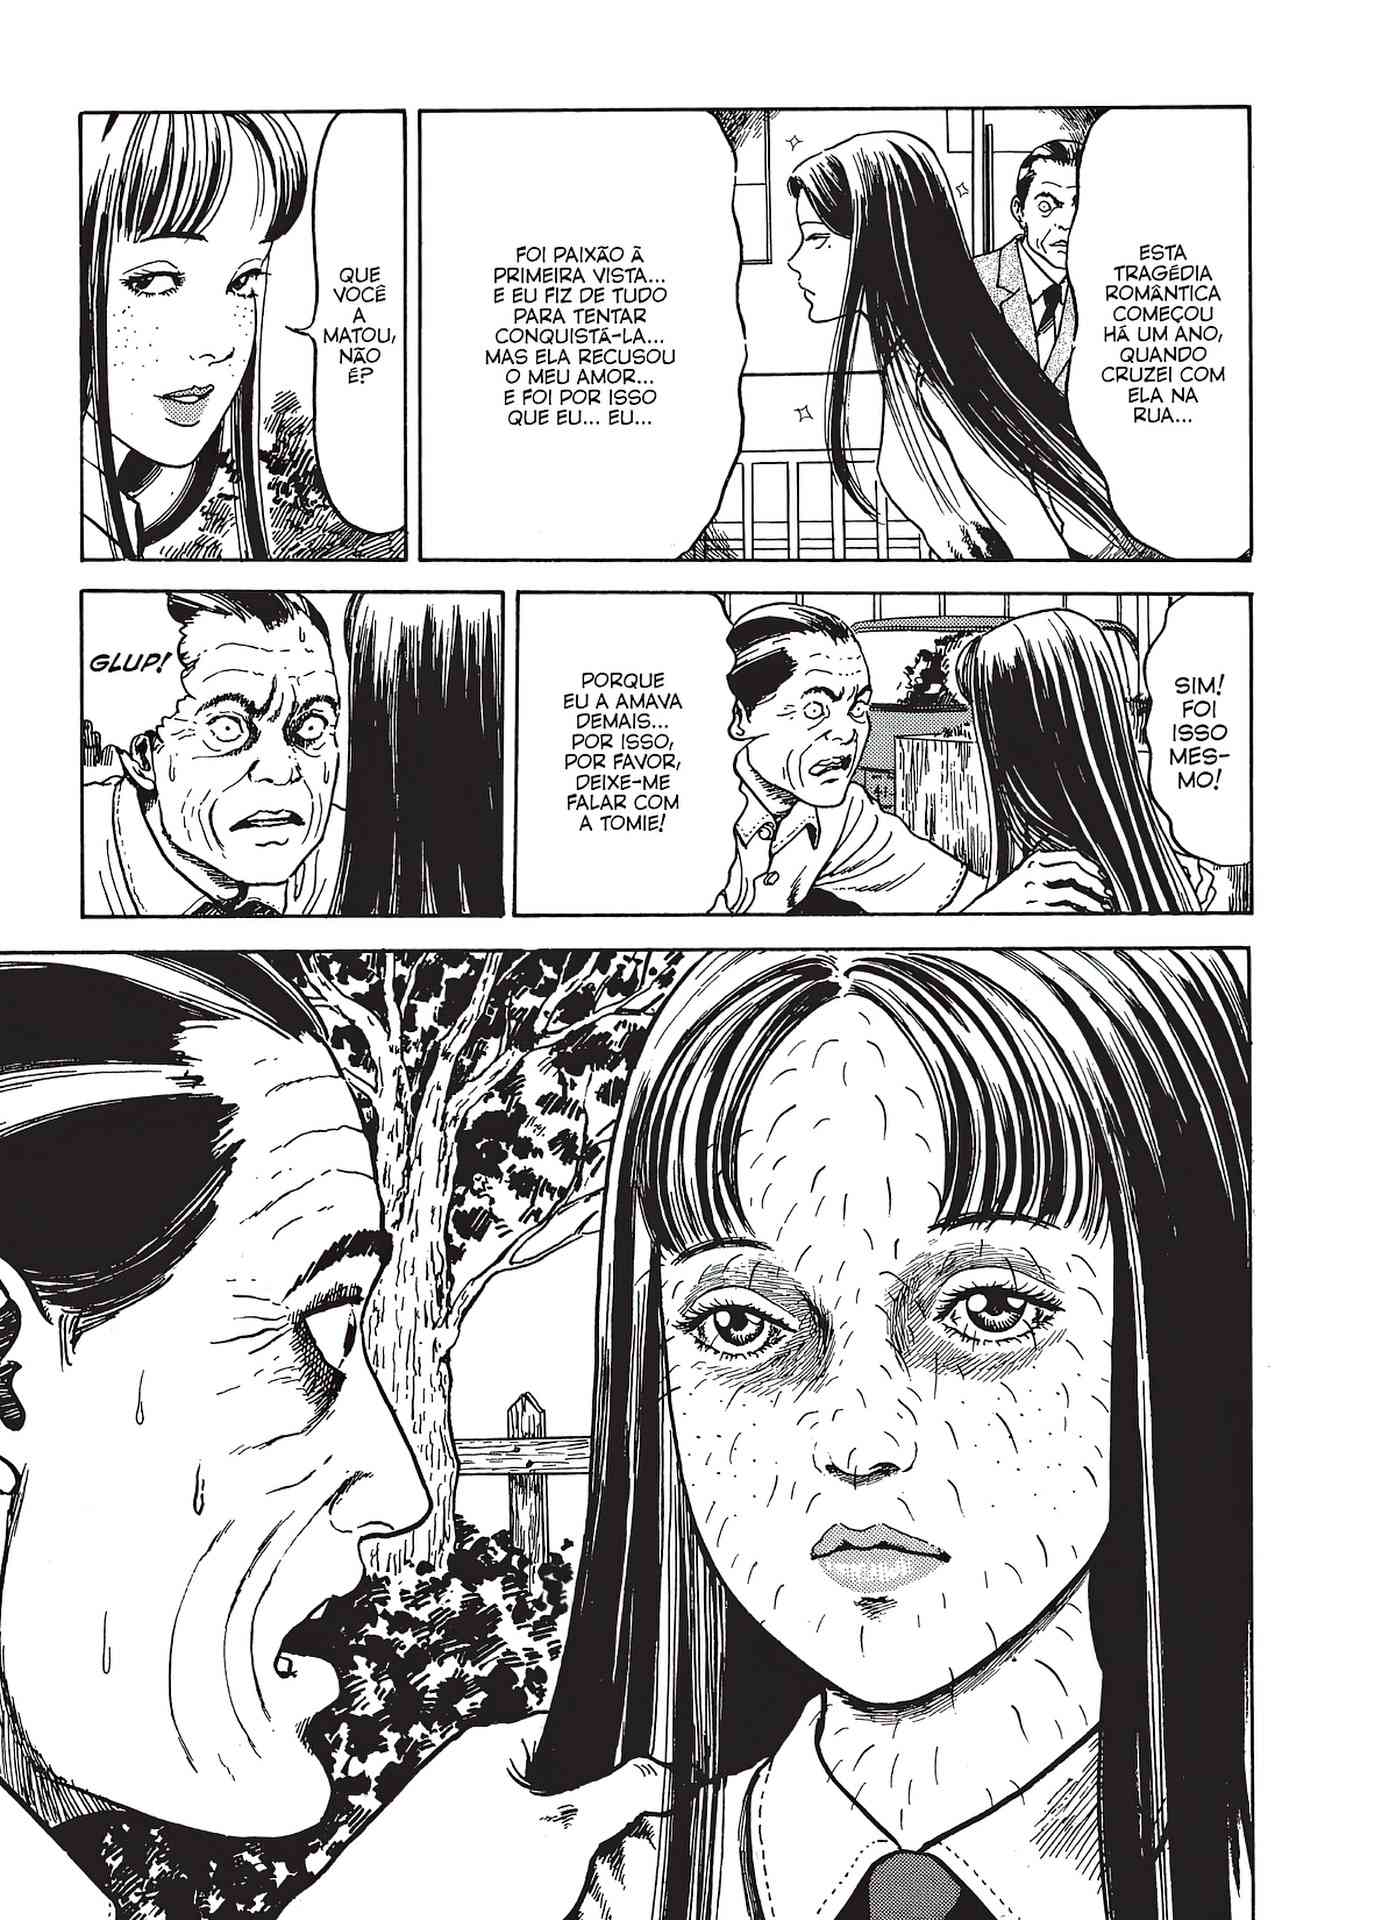 ESTA
TRAGÉDIA
ROMÂNTICA
COMEÇOU
HÁ UM ANO,
QUANDO
CRUZEI COM
ELA NA
RUA...
FOI PAIXÃO À
PRIMEIRA VISTA...
E EU FIZ DE TUDO
PARA TENTAR
CONQUISTÁ-LA...
MAS ELA RECUSOU
O MEU AMOR...
E FOI POR ISSO
QUE EU... EU...
QUE
VOCÊ
A
MATOU,
NÃO
É?
SIM!
FOI
ISSO
MES-
MO!
PORQUE
EU A AMAVA
DEMAIS...
POR ISSO,
POR FAVOR,
DEIXE-ME
FALAR COM
A TOMIE!
GLUP!